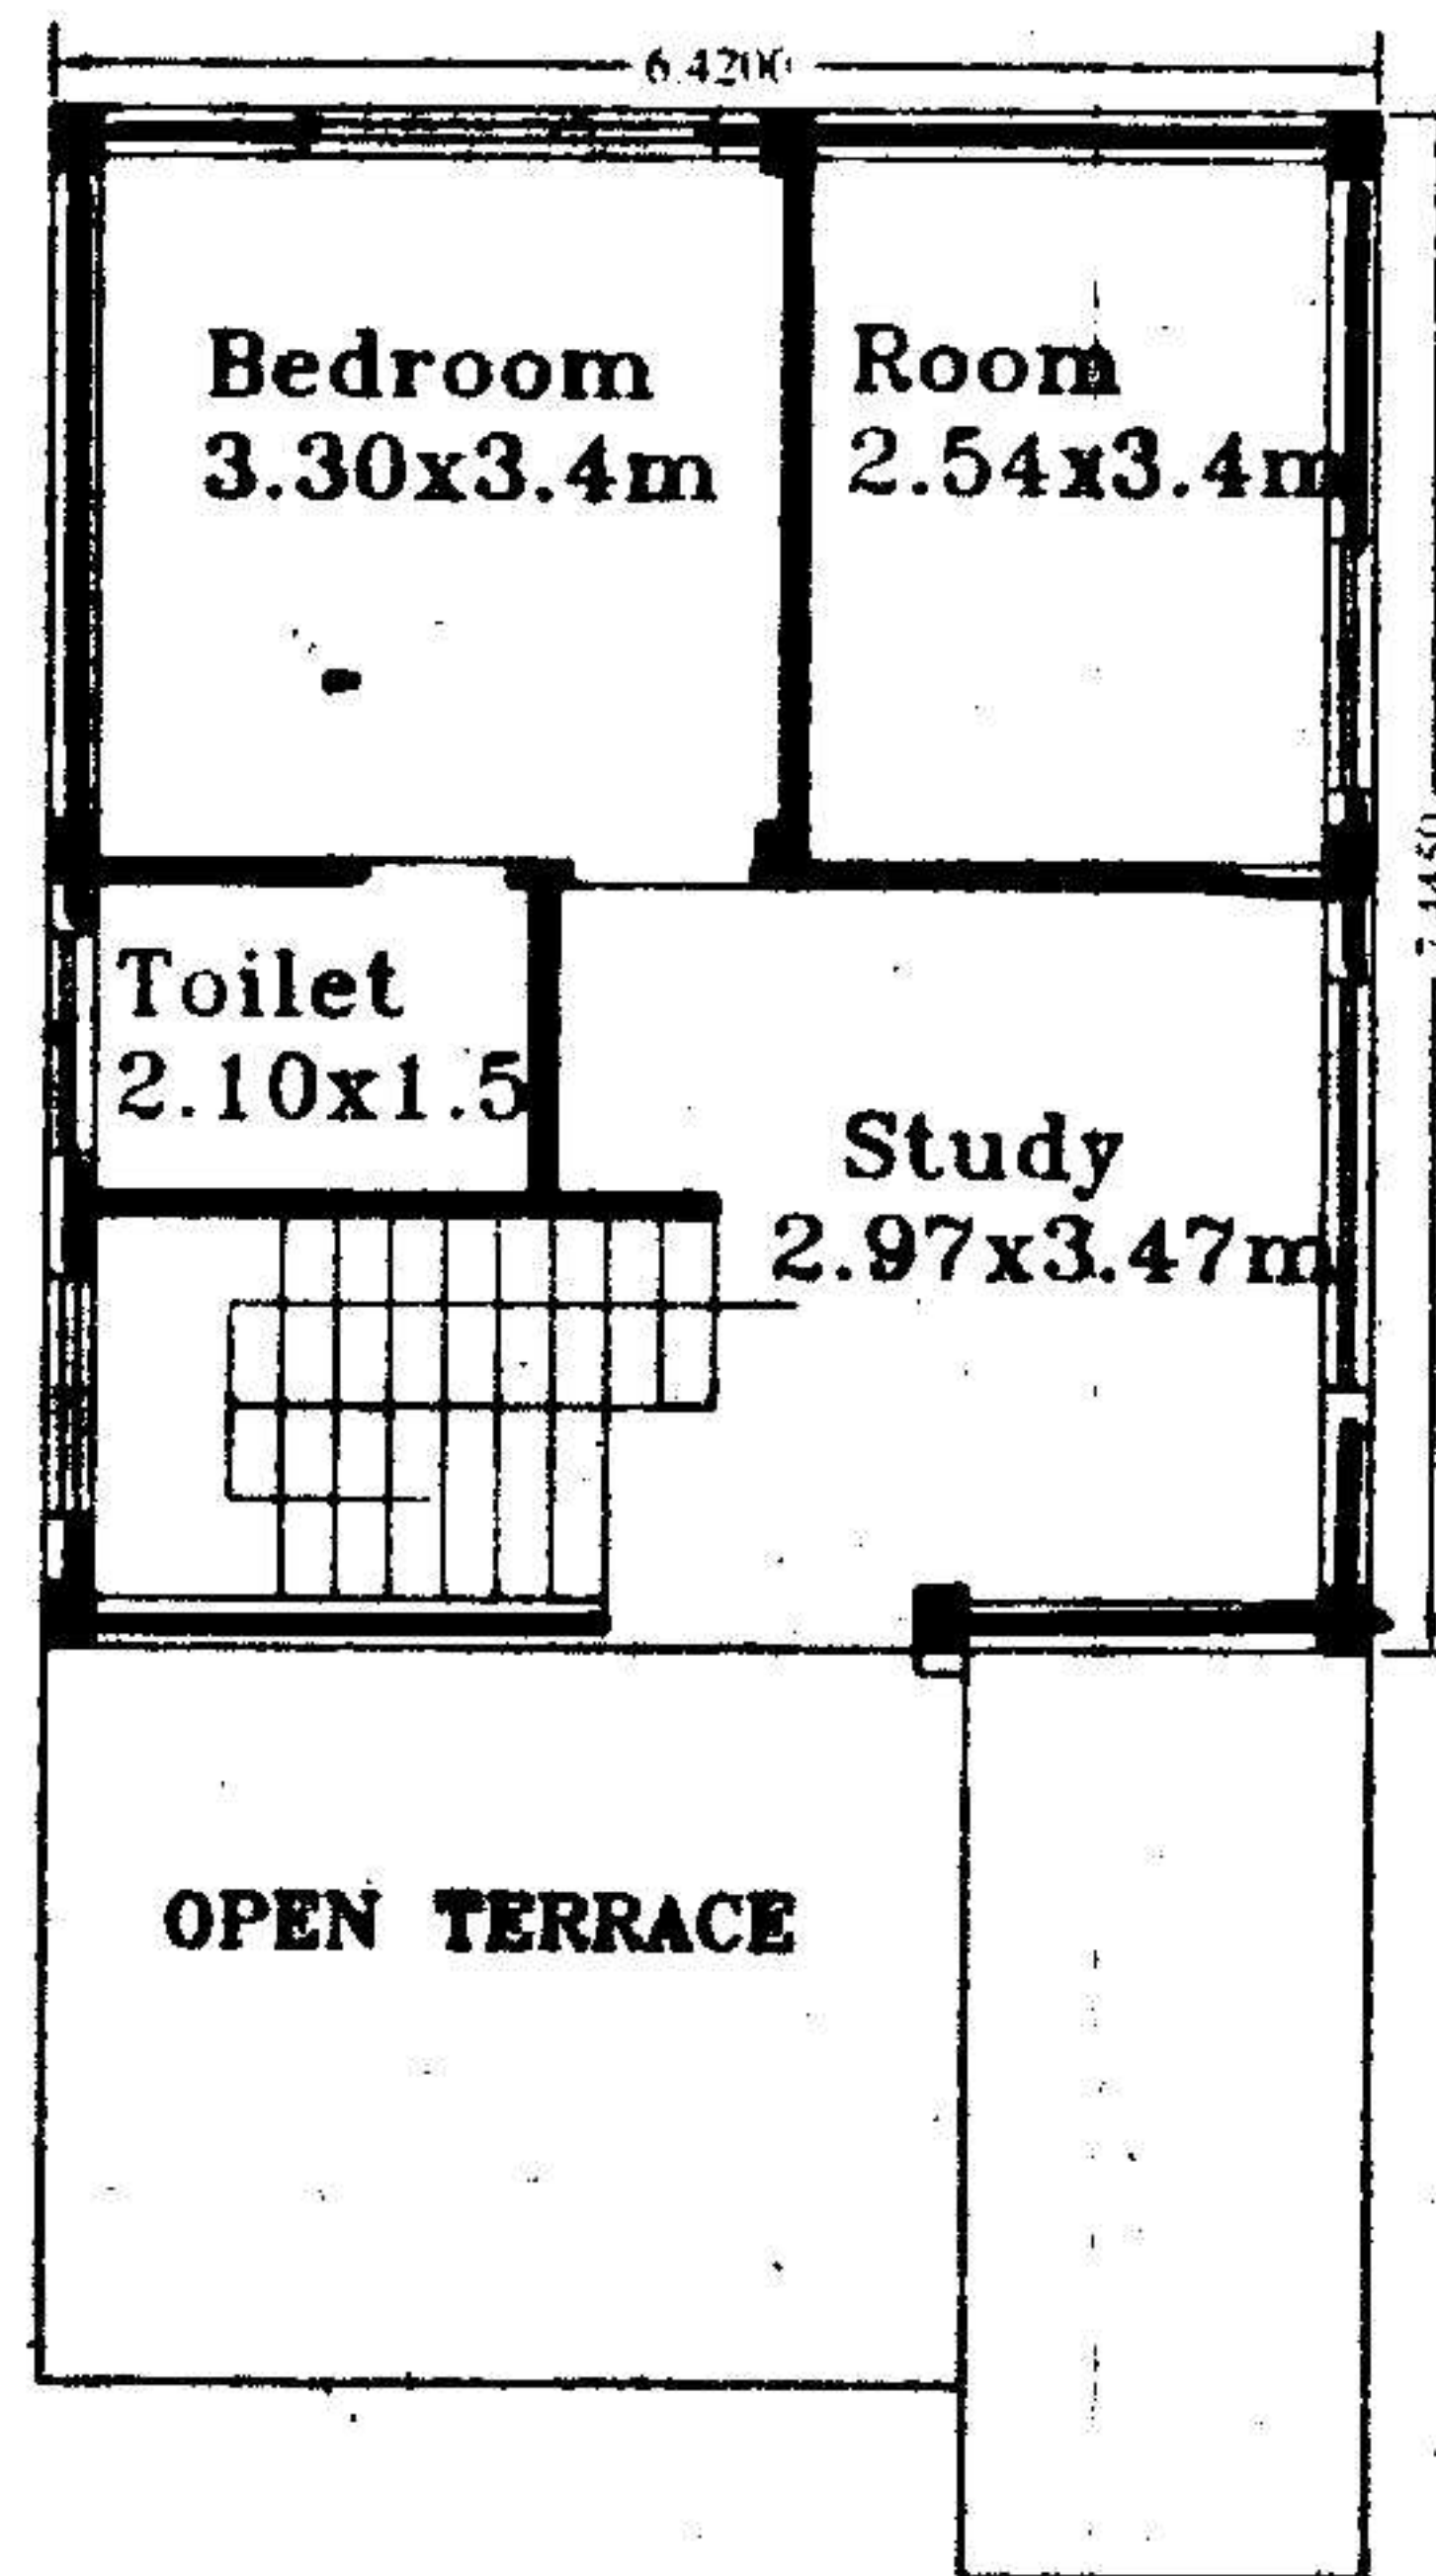 6.4200
Bedroom
3.30x3.4m
Room
2.54x3.4m
Toilet
2.10x1.5
Study
2.97x3.47m
OPEN TERRACE